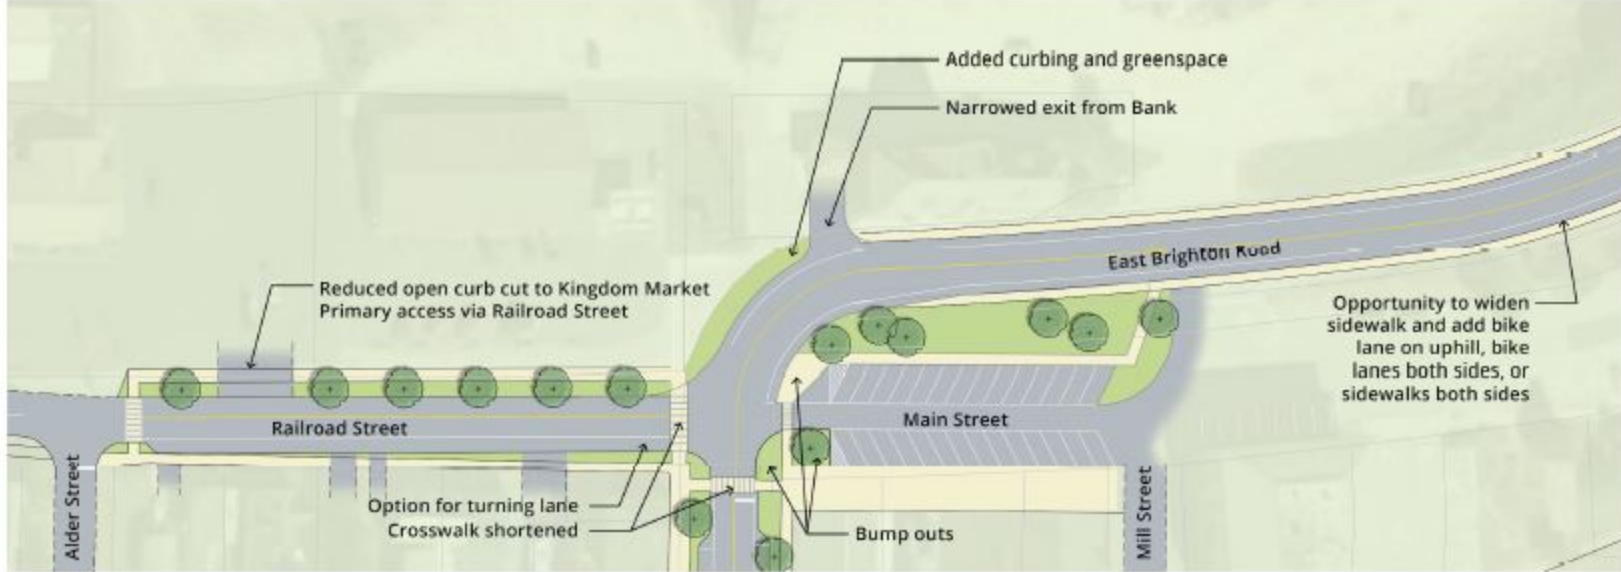 Added curbing and greenspace
Narrowed exit from Bank
East Brighton Road
Reduced open curb cut to Kingdom Market
Primary access via Railroad Street
Opportunity to widen
sidewalk and add bike
lane on uphill, bike
lanes both sides, or
sidewalks both sides
Railroad Street
Main Street
Alder Street
Option for turning lane
Crosswalk shortened
Bump outs
Mill Street